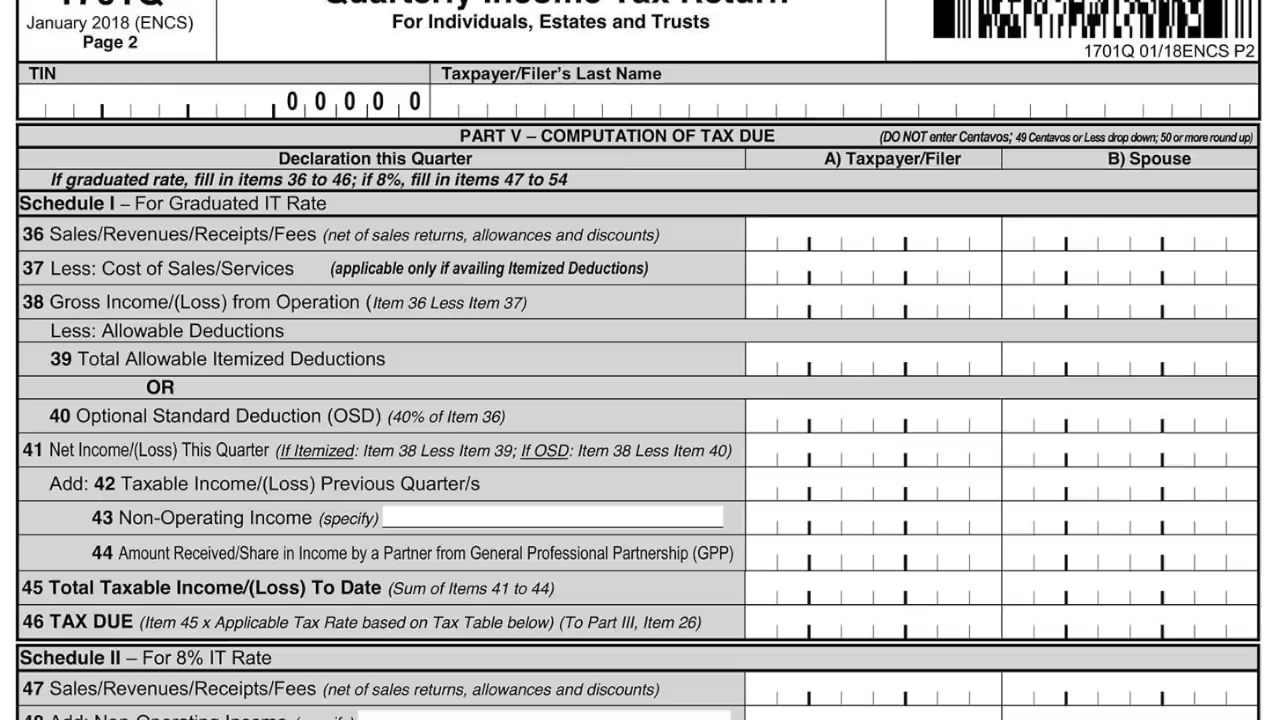 1701Q Quarterly Income Tax Return
January 2018 (ENCS)
Page 2
For Individuals, Estates and Trusts
1701Q 01/18ENCS P2
TIN Taxpayer/Filer's Last Name
0 0 0 0 0
PART V – COMPUTATION OF TAX DUE (DO NOT enter Centavos; 49 Centavos or Less drop down; 50 or more round up)
Declaration this Quarter A) Taxpayer/Filer B) Spouse
If graduated rate, fill in items 36 to 46; if 8%, fill in items 47 to 54
Schedule I – For Graduated IT Rate
36 Sales/Revenues/Receipts/Fees (net of sales returns, allowances and discounts)
37 Less: Cost of Sales/Services (applicable only if availing Itemized Deductions)
38 Gross Income/(Loss) from Operation (Item 36 Less Item 37)
Less: Allowable Deductions
39 Total Allowable Itemized Deductions
OR
40 Optional Standard Deduction (OSD) (40% of Item 36)
41 Net Income/(Loss) This Quarter (If Itemized: Item 38 Less Item 39; If OSD: Item 38 Less Item 40)
Add: 42 Taxable Income/(Loss) Previous Quarter/s
43 Non-Operating Income (specify)
44 Amount Received/Share in Income by a Partner from General Professional Partnership (GPP)
45 Total Taxable Income/(Loss) To Date (Sum of Items 41 to 44)
46 TAX DUE (Item 45 x Applicable Tax Rate based on Tax Table below) (To Part III, Item 26)
Schedule II – For 8% IT Rate
47 Sales/Revenues/Receipts/Fees (net of sales returns, allowances and discounts)
48 Add: Non-Operating Income (specify)